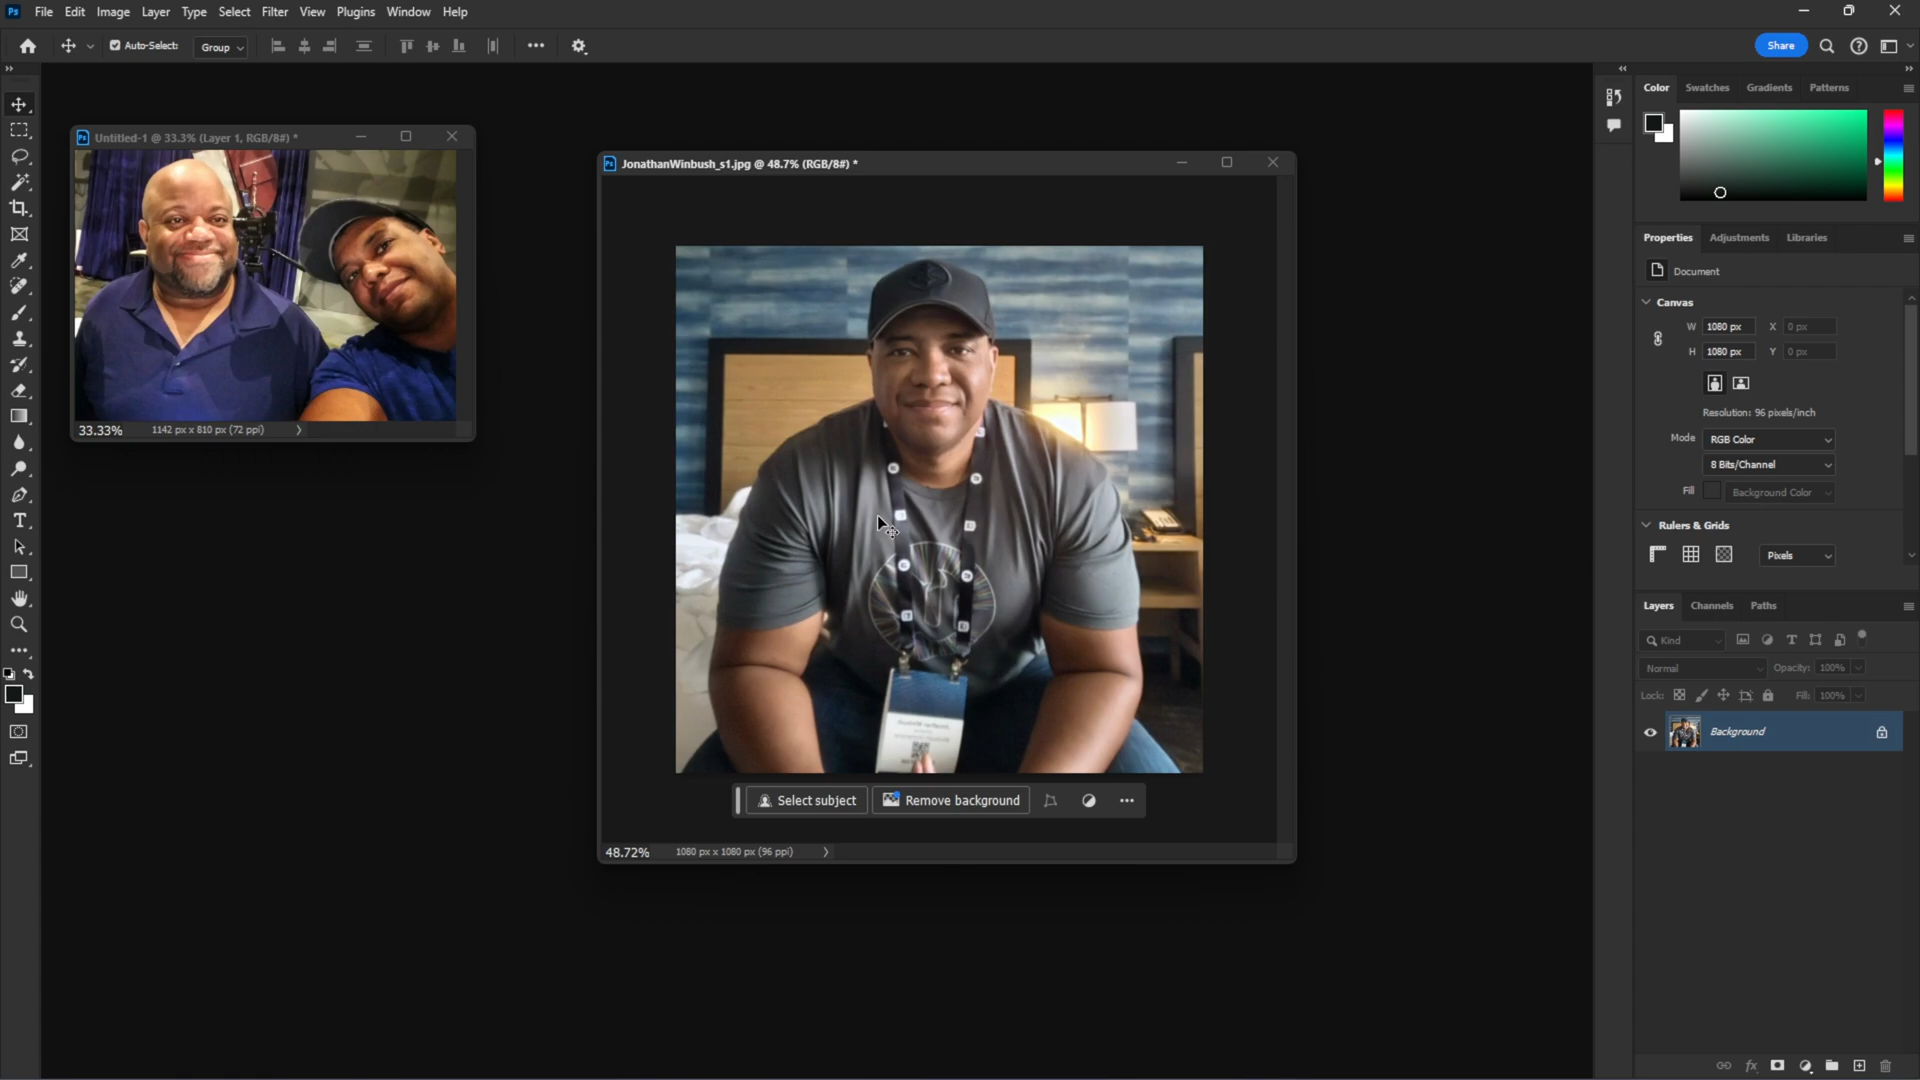 Ps File Edit Image Layer Type Select Filter View Plugins Window Help
Auto-Select: Group Share
Untitled-1 @ 33.3% (Layer 1, RGB/8#) *
33.33% 1142 px x 810 px (72 ppi)
JonathanWinbush_s1.jpg @ 48.7% (RGB/8#) *
Select subject Remove background
48.72% 1080 px x 1080 px (96 ppi)
Color Swatches Gradients Patterns
Properties Adjustments Libraries
Document
Canvas
W 1080 px X 0 px
H 1080 px Y 0 px
Resolution: 96 pixels/inch
Mode RGB Color
8 Bits/Channel
Fill Background Color
Rulers & Grids
Pixels
Layers Channels Paths
Kind
Normal Opacity: 100%
Lock: Fill: 100%
Background